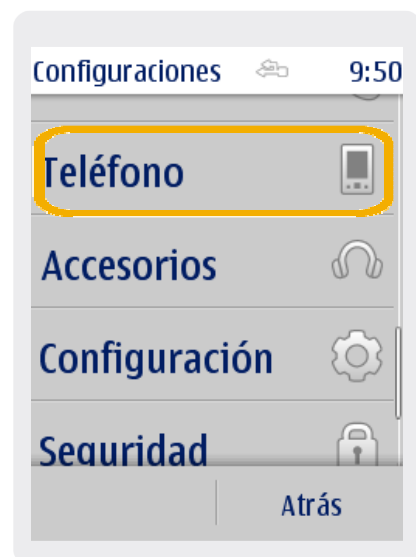 Configuraciones 9:50
Teléfono
Accesorios
Configuración
Seguridad
Atrás